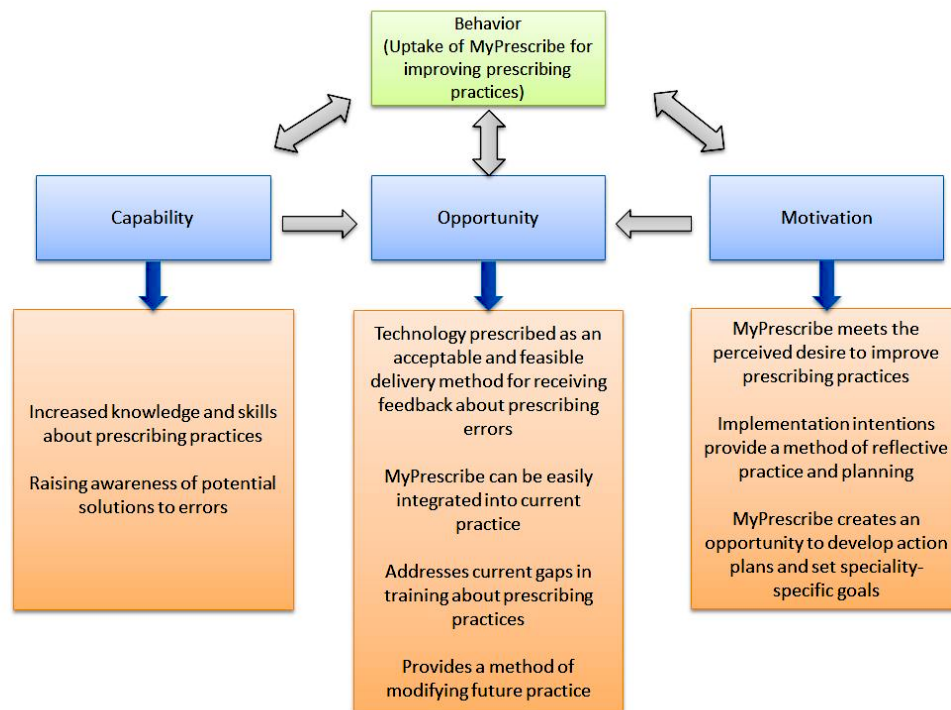 Behavior
(Uptake of MyPrescribe for
improving prescribing
practices)
Capability
Opportunity
Motivation
Increased knowledge and skills
about prescribing practices
Raising awareness of potential
solutions to errors
Technology prescribed as an
acceptable and feasible
delivery method for receiving
feedback about prescribing
errors
MyPrescribe can be easily
integrated into current
practice
Addresses current gaps in
training about prescribing
practices
Provides a method of
modifying future practice
MyPrescribe meets the
perceived desire to improve
prescribing practices
Implementation intentions
provide a method of reflective
practice and planning
MyPrescribe creates an
opportunity to develop action
plans and set speciality-
specific goals